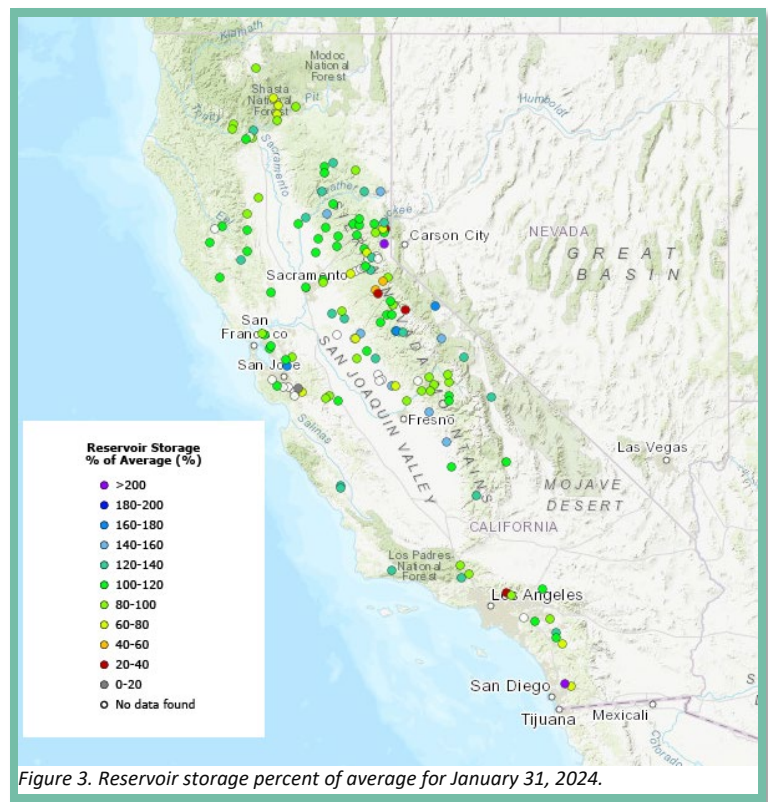 Klamath
Modoc
National
Forest
Shasta
National
Forest
Pit
Trinity
Humboldt
Sacramento
Feather
Eel
Carson City
NEVADA
GREAT
BASIN
Sacramento
San
Francisco
San Jose
NEVADA MOUNTAINS
SAN JOAQUIN VALLEY
Salinas
Fresno
Las Vegas
MOJAVE
DESERT
CALIFORNIA
Los Padres
National
Forest
Los Angeles
San Diego
Tijuana
Mexicali
Colorado
Reservoir Storage
% of Average (%)
>200
180-200
160-180
140-160
120-140
100-120
80-100
60-80
40-60
20-40
0-20
No data found
Figure 3. Reservoir storage percent of average for January 31, 2024.